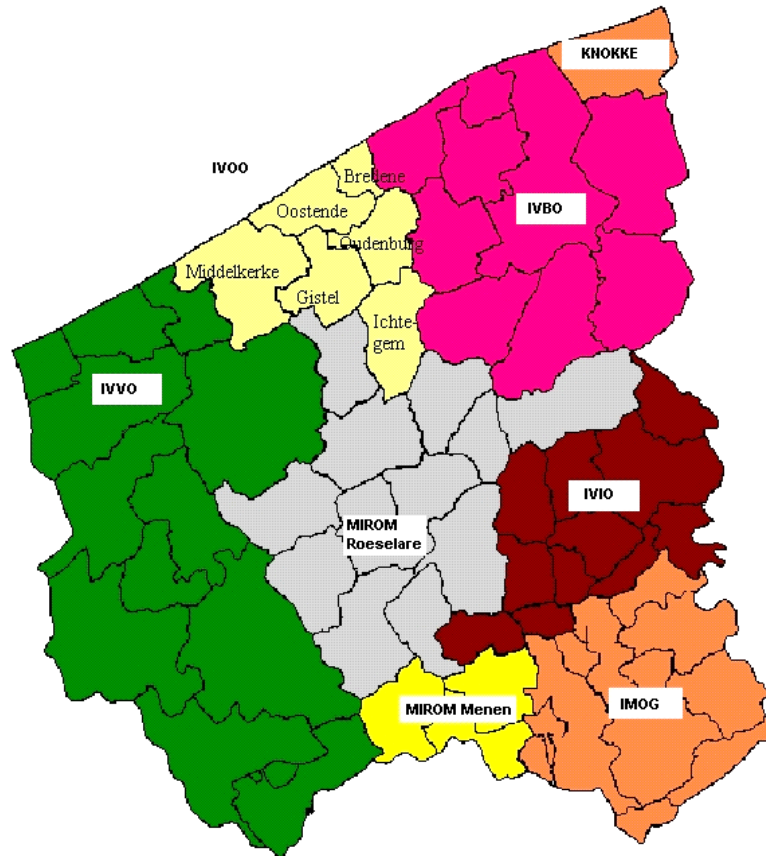 KNOKKE
IVOO
Bredene
Oostende
IVBO
Oudenburg
Middelkerke
Gistel
Ichte-
gem
IVVO
IVIO
MIROM
Roeselare
IMOG
MIROM Menen